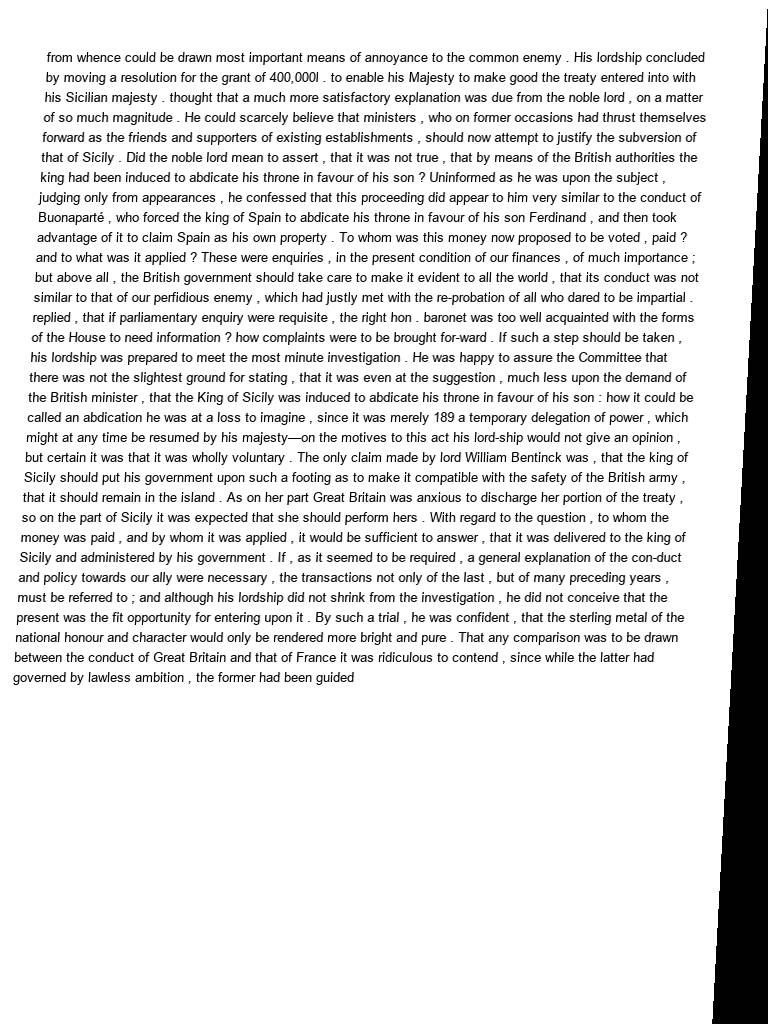 from whence could be drawn most important means of annoyance to the common enemy . His lordship concluded
by moving a resolution for the grant of 400,000l . to enable his Majesty to make good the treaty entered into with
his Sicilian majesty . thought that a much more satisfactory explanation was due from the noble lord , on a matter
of so much magnitude . He could scarcely believe that ministers , who on former occasions had thrust themselves
forward as the friends and supporters of existing establishments , should now attempt to justify the subversion of
that of Sicily . Did the noble lord mean to assert , that it was not true , that by means of the British authorities the
king had been induced to abdicate his throne in favour of his son ? Uninformed as he was upon the subject ,
judging only from appearances , he confessed that this proceeding did appear to him very similar to the conduct of
Buonaparté , who forced the king of Spain to abdicate his throne in favour of his son Ferdinand , and then took
advantage of it to claim Spain as his own property . To whom was this money now proposed to be voted , paid ?
and to what was it applied ? These were enquiries , in the present condition of our finances , of much importance ;
but above all , the British government should take care to make it evident to all the world , that its conduct was not
similar to that of our perfidious enemy , which had justly met with the re-probation of all who dared to be impartial .
replied , that if parliamentary enquiry were requisite , the right hon . baronet was too well acquainted with the forms
of the House to need information ? how complaints were to be brought for-ward . If such a step should be taken ,
his lordship was prepared to meet the most minute investigation . He was happy to assure the Committee that
there was not the slightest ground for stating , that it was even at the suggestion , much less upon the demand of
the British minister , that the King of Sicily was induced to abdicate his throne in favour of his son : how it could be
called an abdication he was at a loss to imagine , since it was merely 189 a temporary delegation of power , which
might at any time be resumed by his majesty—on the motives to this act his lord-ship would not give an opinion ,
but certain it was that it was wholly voluntary . The only claim made by lord William Bentinck was , that the king of
Sicily should put his government upon such a footing as to make it compatible with the safety of the British army ,
that it should remain in the island . As on her part Great Britain was anxious to discharge her portion of the treaty ,
so on the part of Sicily it was expected that she should perform hers . With regard to the question , to whom the
money was paid , and by whom it was applied , it would be sufficient to answer , that it was delivered to the king of
Sicily and administered by his government . If , as it seemed to be required , a general explanation of the con-duct
and policy towards our ally were necessary , the transactions not only of the last , but of many preceding years ,
must be referred to ; and although his lordship did not shrink from the investigation , he did not conceive that the
present was the fit opportunity for entering upon it . By such a trial , he was confident , that the sterling metal of the
national honour and character would only be rendered more bright and pure . That any comparison was to be drawn
between the conduct of Great Britain and that of France it was ridiculous to contend , since while the latter had
governed by lawless ambition , the former had been guided